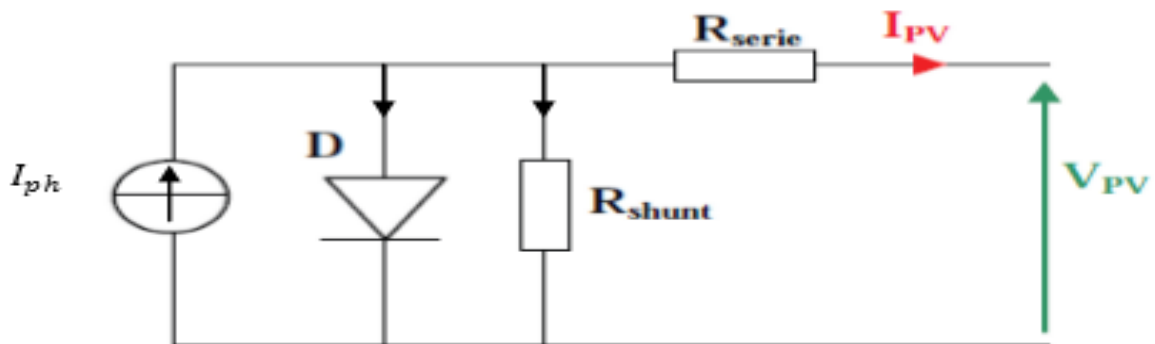 R_serie
I_PV
I_ph
D
R_shunt
V_PV